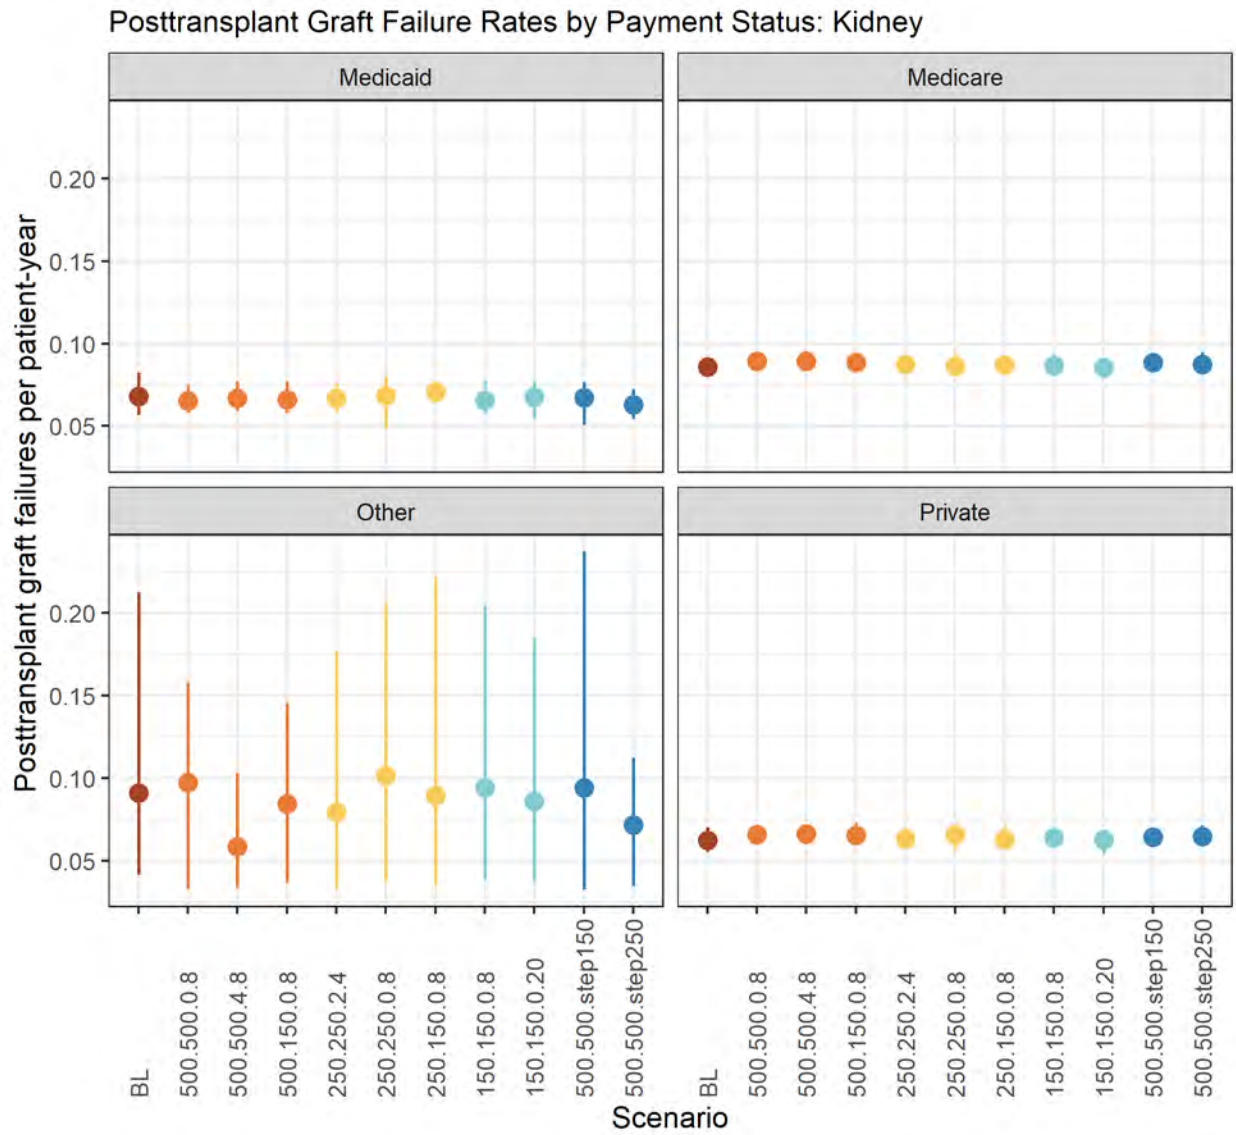 Posttransplant Graft Failure Rates by Payment Status: Kidney
Medicaid
Medicare
0.20
0.15
0.10
0.05
Other
Private
0.20
0.15
0.10
0.05
Posttransplant graft failures per patient-year
BL
500.500.0.8
500.500.4.8
500.150.0.8
250.250.2.4
250.250.0.8
250.150.0.8
150.150.0.8
150.150.0.20
500.500.step150
500.500.step250
BL
500.500.0.8
500.500.4.8
500.150.0.8
250.250.2.4
250.250.0.8
250.150.0.8
150.150.0.8
150.150.0.20
500.500.step150
500.500.step250
Scenario